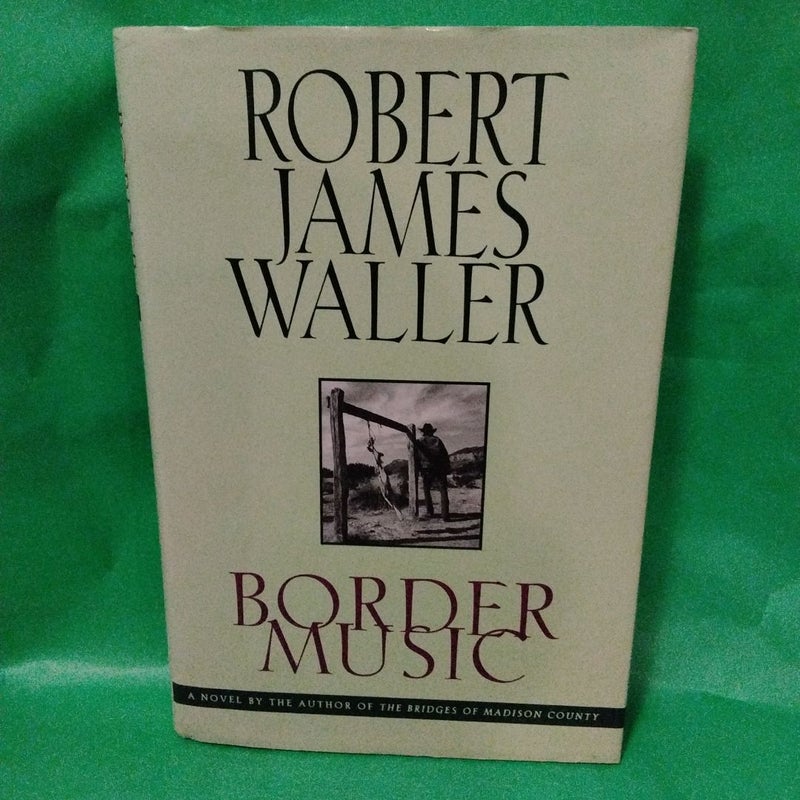 ROBERT
JAMES
WALLER
BORDER
MUSIC
A NOVEL BY THE AUTHOR OF THE BRIDGES OF MADISON COUNTY